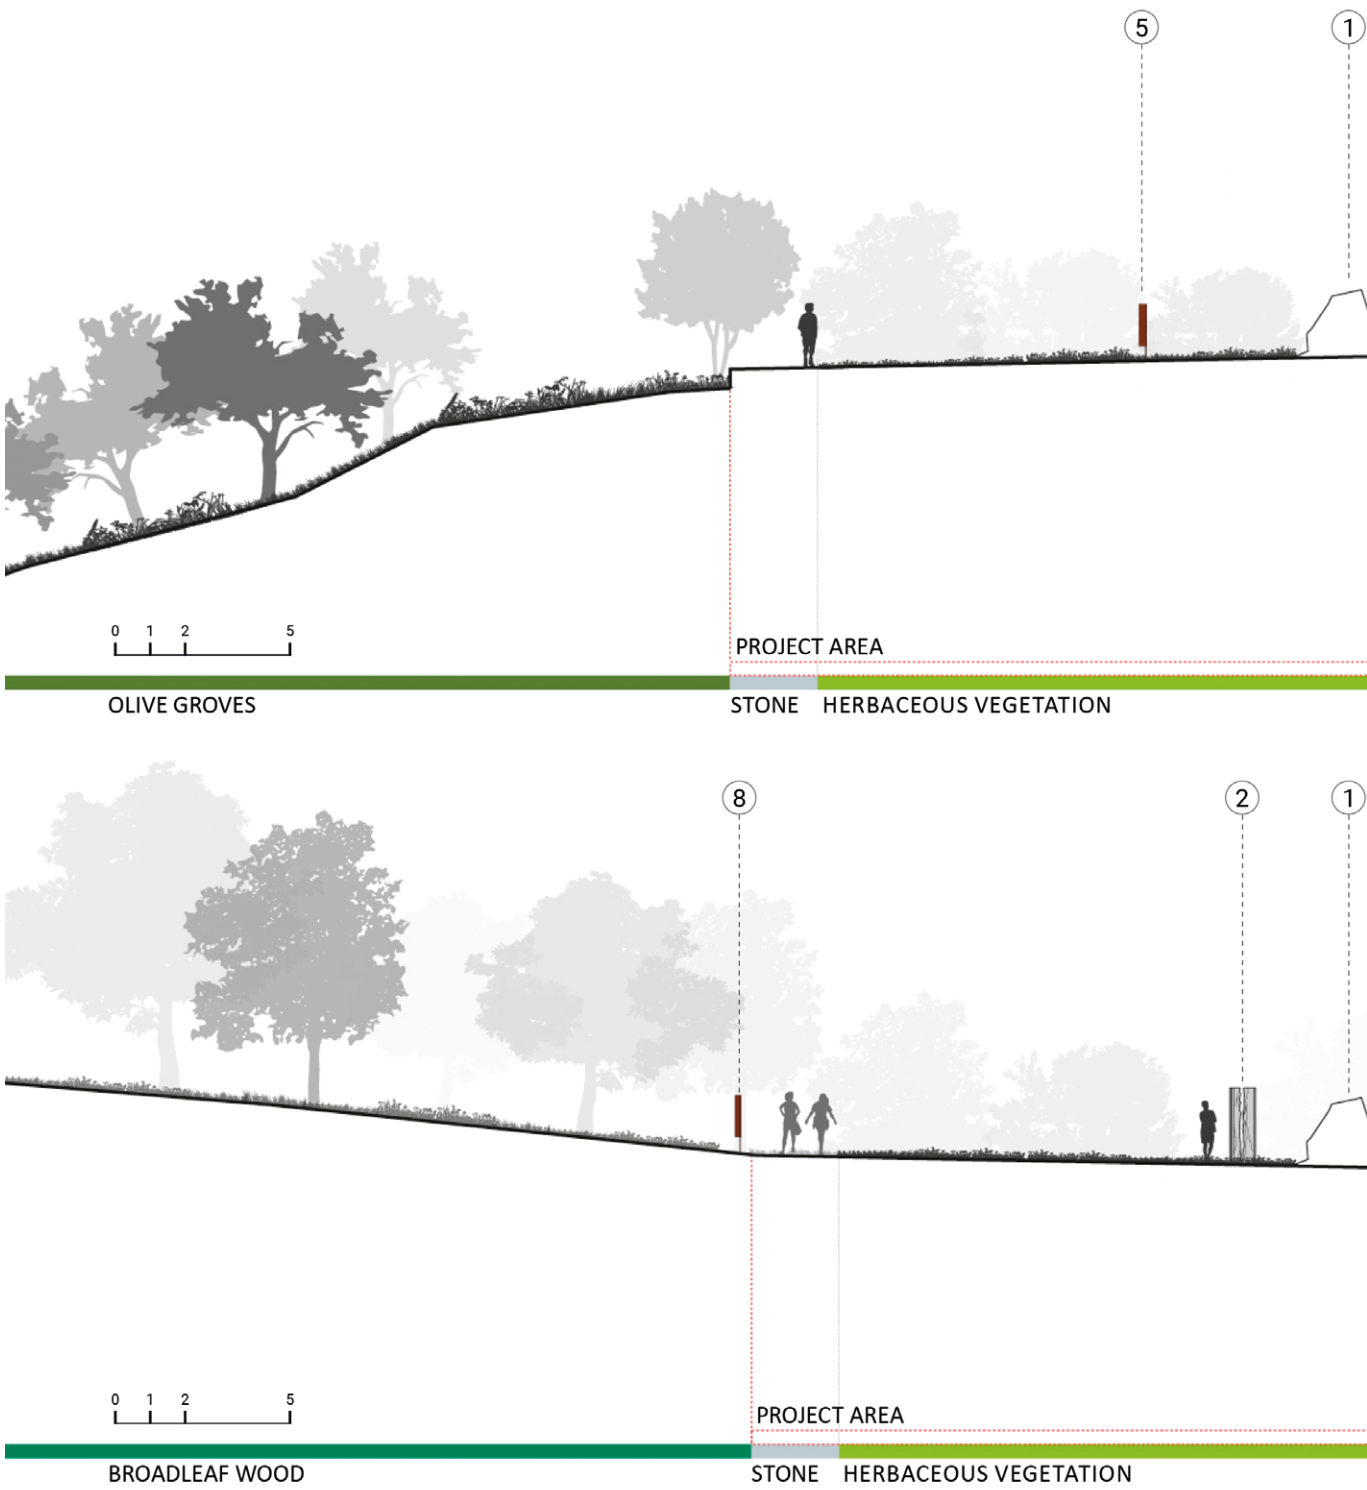 5 1
0 1 2 5
PROJECT AREA
OLIVE GROVES STONE HERBACEOUS VEGETATION
8 2 1
0 1 2 5
PROJECT AREA
BROADLEAF WOOD STONE HERBACEOUS VEGETATION